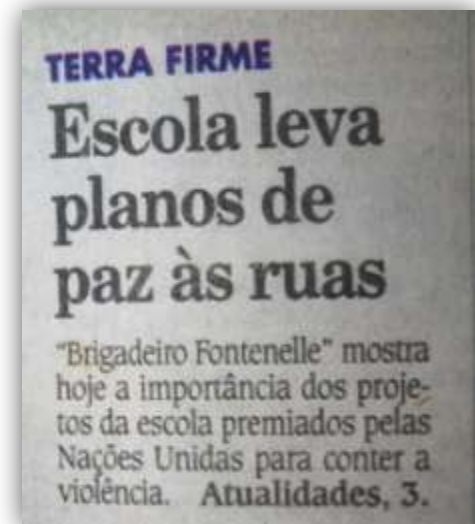 TERRA FIRME
Escola leva
planos de
paz às ruas
"Brigadeiro Fontenelle" mostra
hoje a importância dos proje-
tos da escola premiados pelas
Nações Unidas para conter a
violência. Atualidades, 3.